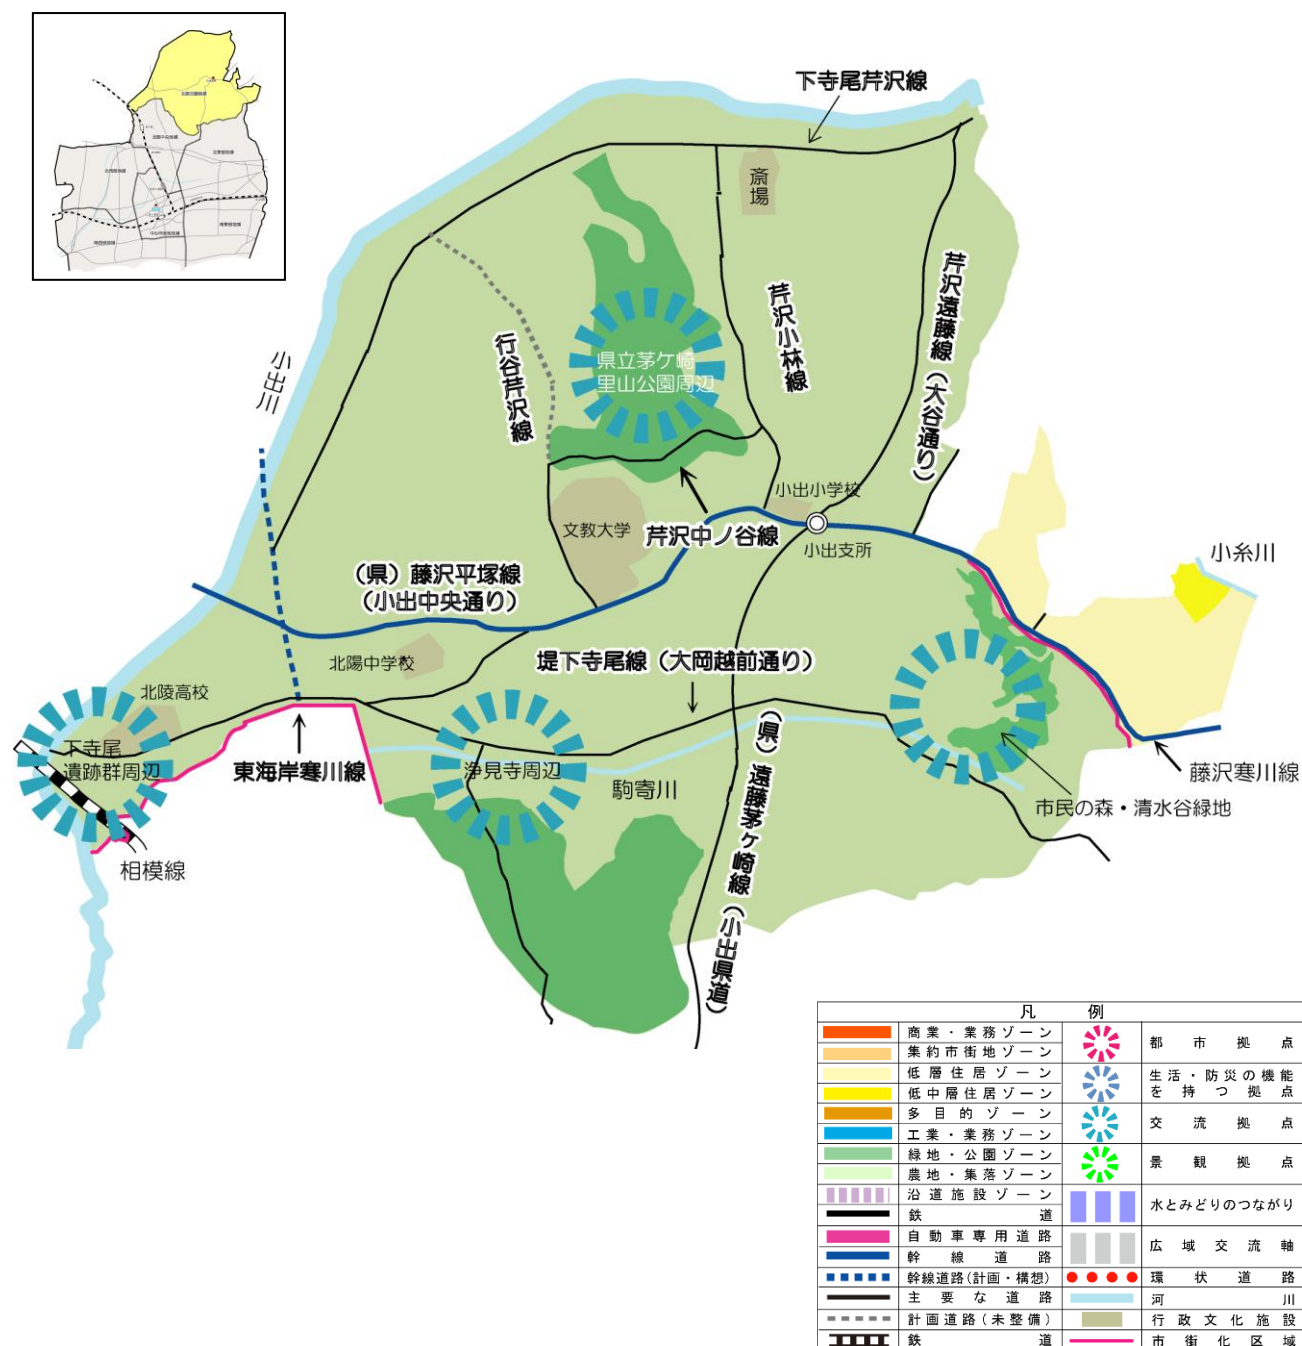 下寺尾芹沢線
斎
場
芹沢遠藤線(大谷通り)
芹沢小林線
行谷芹沢線
小出川
県立茅ケ崎
里山公園周辺
小出小学校
文教大学
芹沢中ノ谷線
小出支所
小糸川
(県)藤沢平塚線
(小出中央通り)
北陽中学校
堤下寺尾線(大岡越前通り)
北陵高校
下寺尾
遺跡群周辺
東海岸寒川線
浄見寺周辺
駒寄川
(県)遠藤茅ヶ崎線(小出県道)
藤沢寒川線
市民の森・清水谷緑地
相模線
凡例
商業・業務ゾーン
集約市街地ゾーン
都市拠点
低層住居ゾーン
低中層住居ゾーン
生活・防災の機能
を持つ拠点
多目的ゾーン
工業・業務ゾーン
交流拠点
緑地・公園ゾーン
農地・集落ゾーン
景観拠点
沿道施設ゾーン
鉄道
水とみどりのつながり
自動車専用道路
幹線道路
広域交流軸
幹線道路(計画・構想)
環状道路
主要な道路
河川
計画道路(未整備)
行政文化施設
鉄道
市街化区域